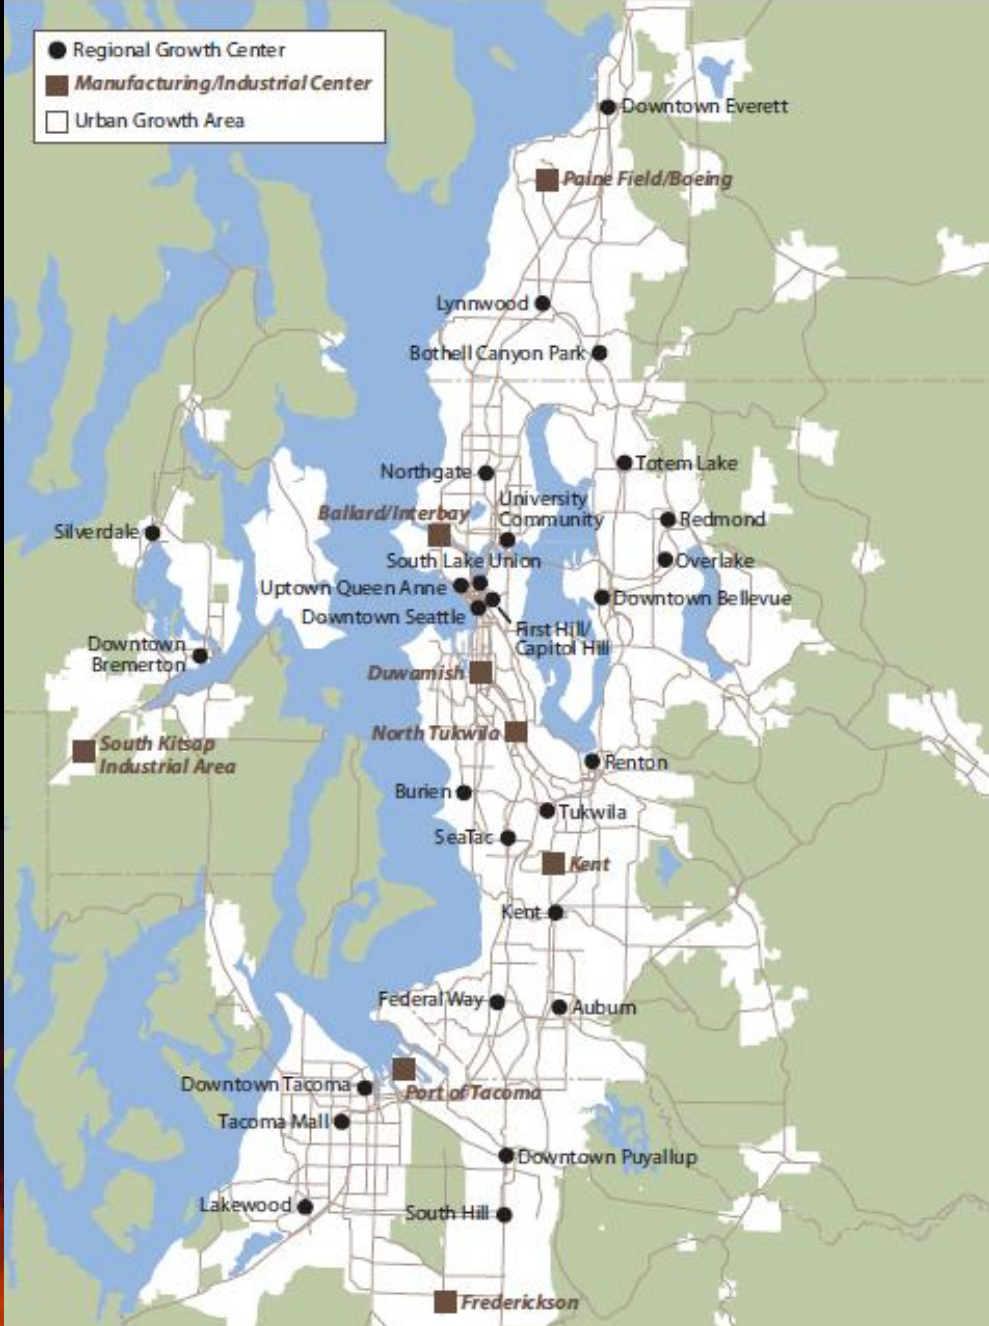 Regional Growth Center
Manufacturing/Industrial Center
Urban Growth Area
Downtown Everett
Paine Field/Boeing
Lynnwood
Bothell Canyon Park
Northgate
Totem Lake
University
Community
Ballard/Interbay
Redmond
Silverdale
South Lake Union
Overlake
Uptown Queen Anne
Downtown Bellevue
Downtown Seattle
First Hill/
Capitol Hill
Downtown
Bremerton
Duwamish
North Tukwila
South Kitsap
Industrial Area
Renton
Burien
Tukwila
SeaTac
Kent
Kent
Federal Way
Auburn
Downtown Tacoma
Port of Tacoma
Tacoma Mall
Downtown Puyallup
Lakewood
South Hill
Frederickson